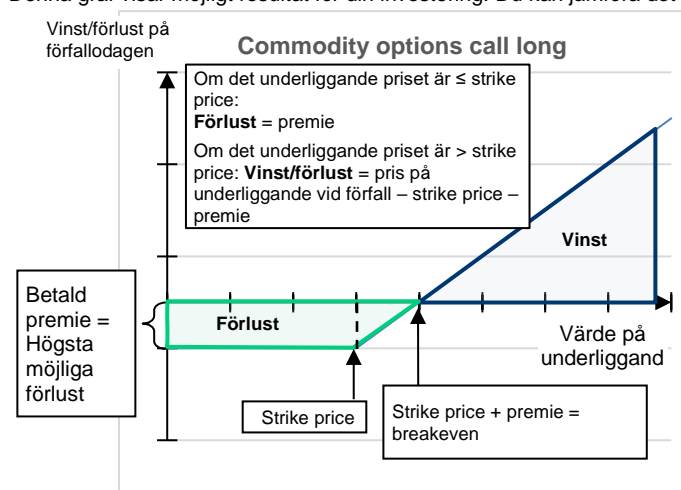 Vinst/förlust på
förfallodagen
Commodity options call long
Om det underliggande priset är ≤ strike
price:
Förlust = premie
Om det underliggande priset är > strike
price: Vinst/förlust = pris på
underliggande vid förfall – strike price –
premie
Vinst
Betald
premie =
Högsta
möjliga
förlust
Förlust
Värde på
underliggand
Strike price
Strike price + premie =
breakeven